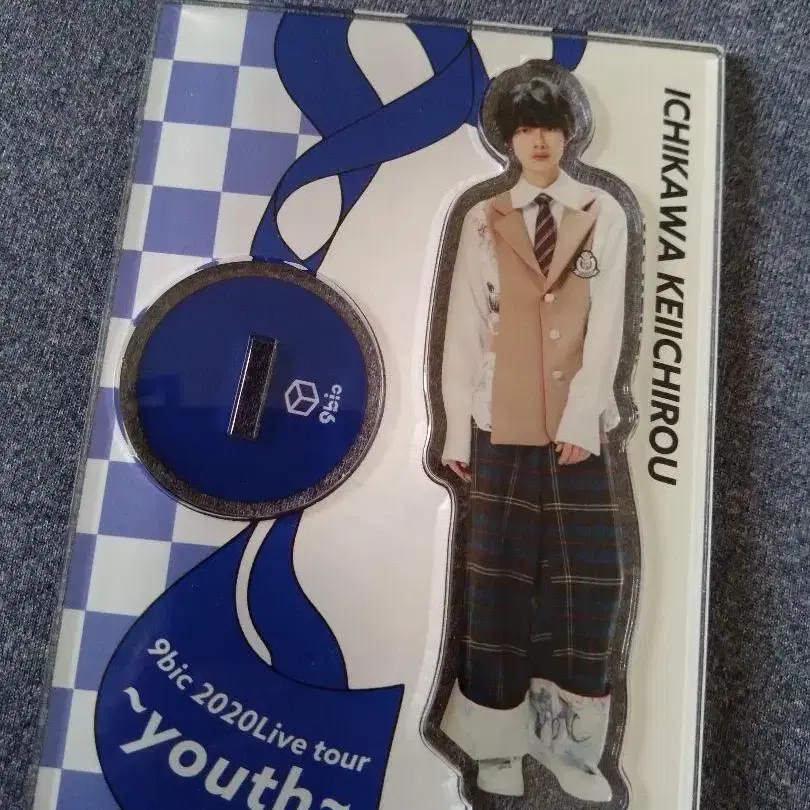 ICHIKAWA KEIICHIROU
9bic
9bic 2020Live tour
~youth~